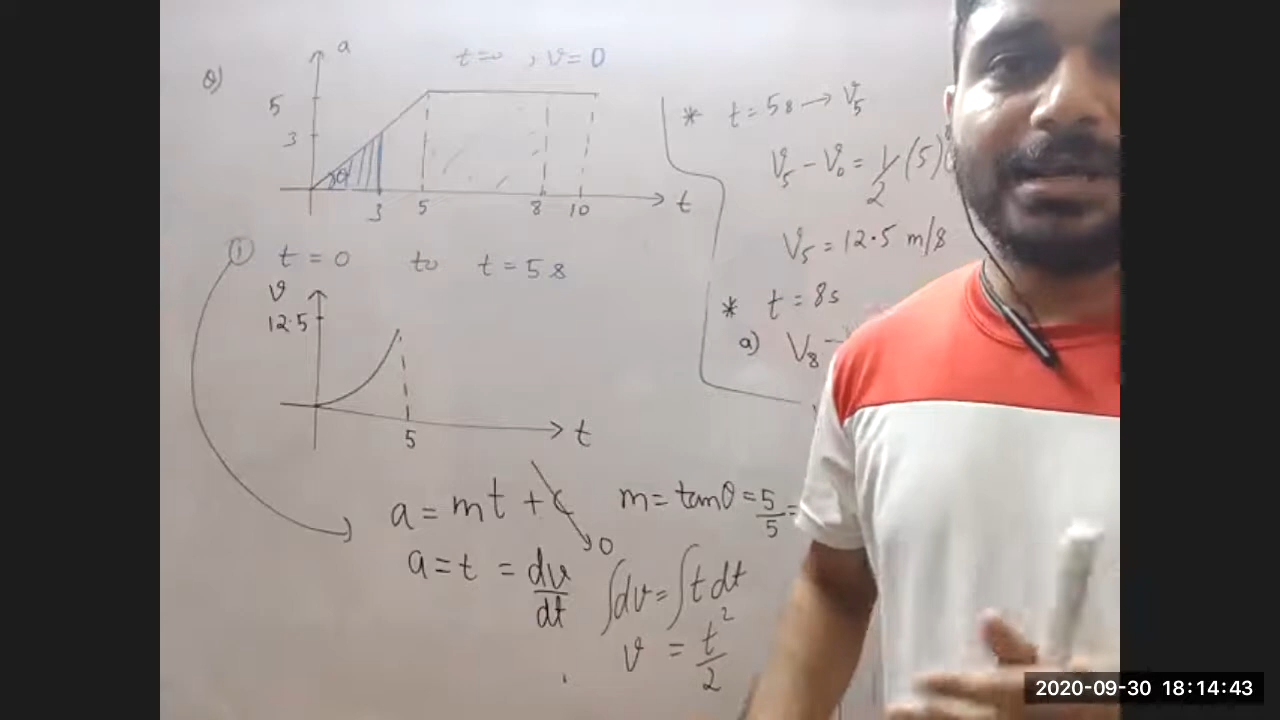 Q)
a
t=0 , v = 0
5
3
θ
3 5 8 10 t
① t = 0 to t = 5s
v
12.5
5 t
a = mt + c
0
m = tanθ = 5/5 =
a = t = dv/dt
∫dv = ∫t dt
v = t²/2
* t = 5s → V₅
V₅ - V₀ = 1/2 (5)
V₅ = 12.5 m/s
* t = 8s
a) V₈
2020-09-30 18:14:43